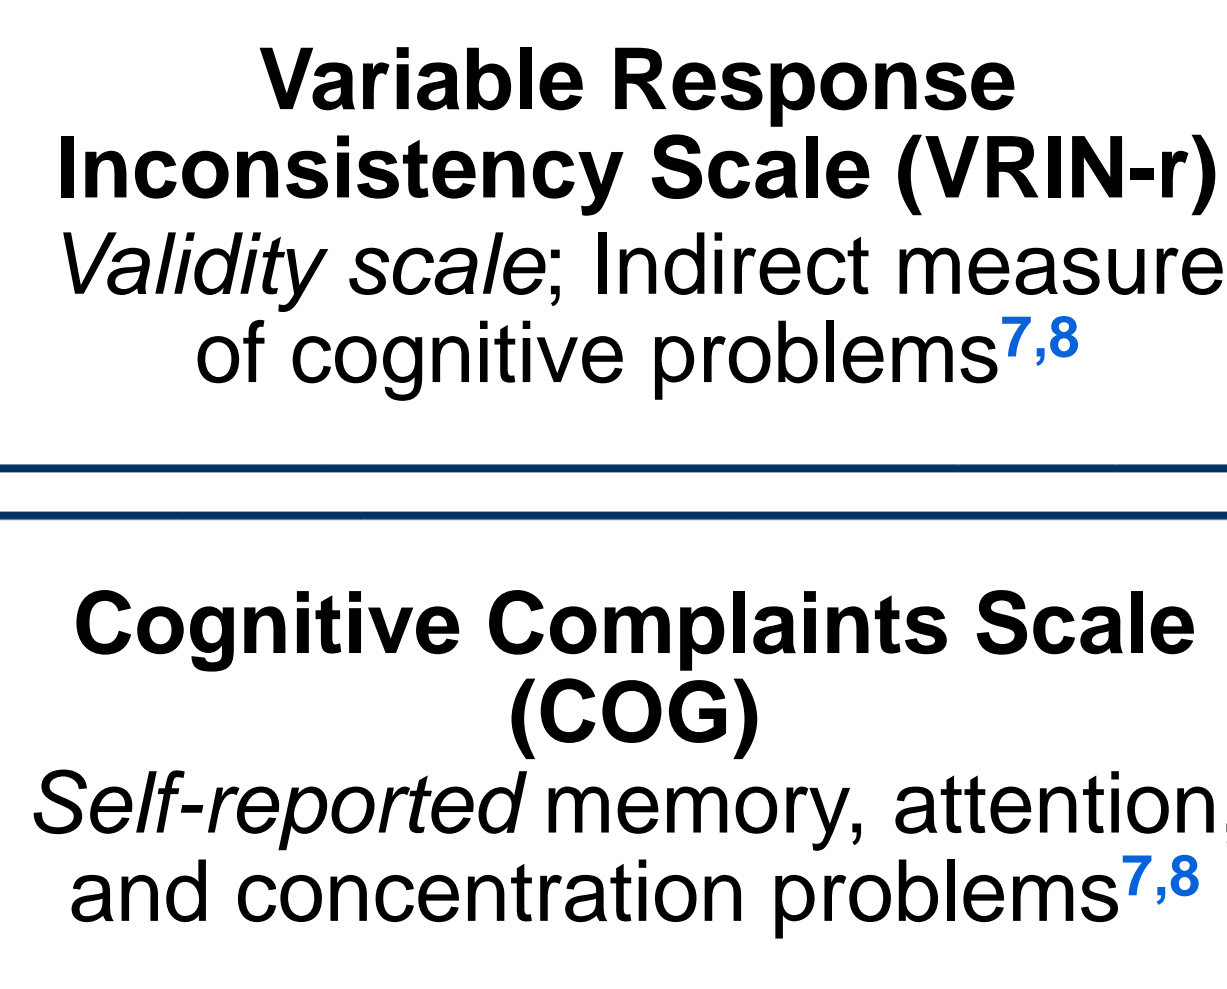 Variable Response
Inconsistency Scale (VRIN-r)
Validity scale; Indirect measure
of cognitive problems7,8
Cognitive Complaints Scale
(COG)
Self-reported memory, attention,
and concentration problems7,8